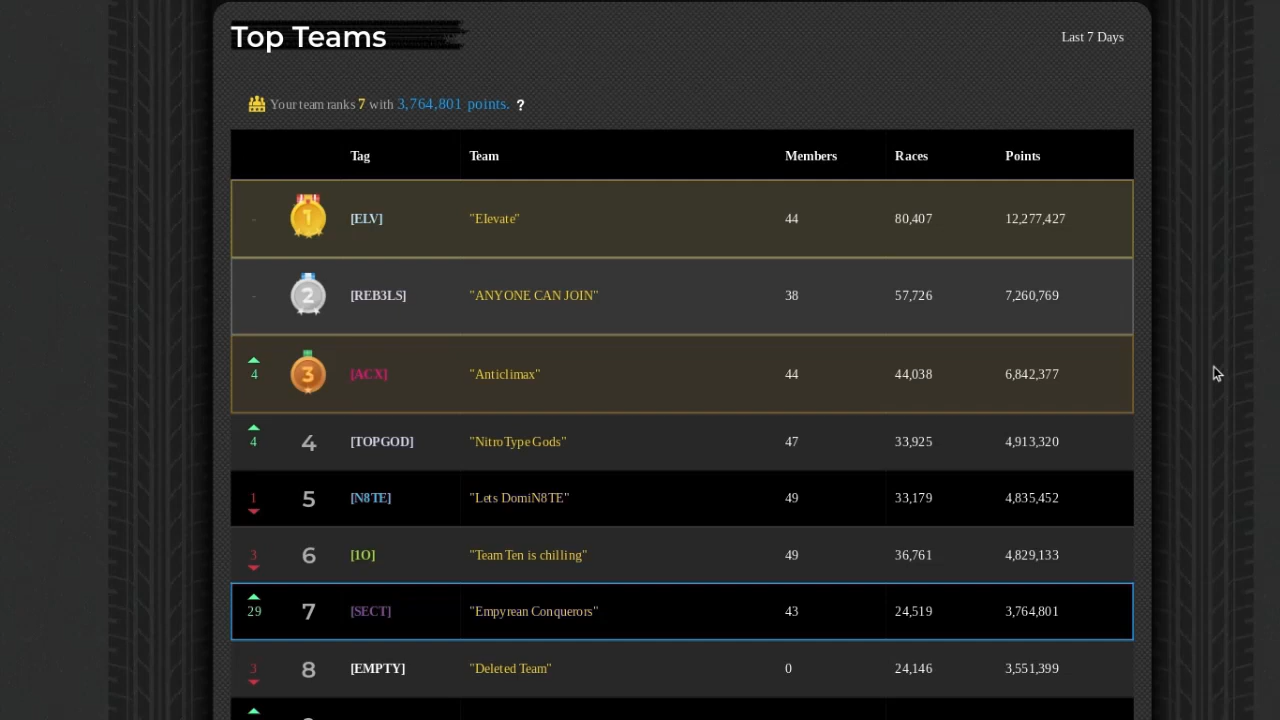 Top Teams
Last 7 Days
Your team ranks 7 with 3,764,801 points. ?
Tag Team Members Races Points
- 1 [ELV] "Elevate" 44 80,407 12,277,427
- 2 [REB3LS] "ANYONE CAN JOIN" 38 57,726 7,260,769
4 3 [ACX] "Anticlimax" 44 44,038 6,842,377
4 4 [TOPGOD] "NitroType Gods" 47 33,925 4,913,320
1 5 [N8TE] "Lets DomiN8TE" 49 33,179 4,835,452
3 6 [1O] "Team Ten is chilling" 49 36,761 4,829,133
29 7 [SECT] "Empyrean Conquerors" 43 24,519 3,764,801
3 8 [EMPTY] "Deleted Team" 0 24,146 3,551,399